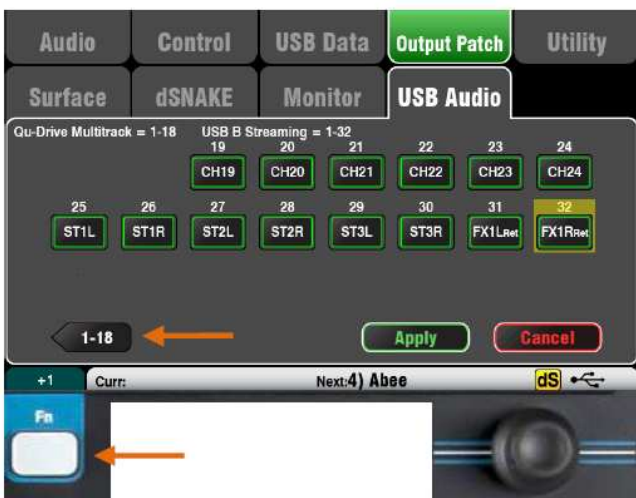 Audio Control USB Data Output Patch Utility
Surface dSNAKE Monitor USB Audio
Qu-Drive Multitrack = 1-18 USB B Streaming = 1-32
19 20 21 22 23 24
CH19 CH20 CH21 CH22 CH23 CH24
25 26 27 28 29 30 31 32
ST1L ST1R ST2L ST2R ST3L ST3R FX1LRet FX1RRet
1-18 Apply Cancel
+1 Curr: Next:4) Abee dS
Fn